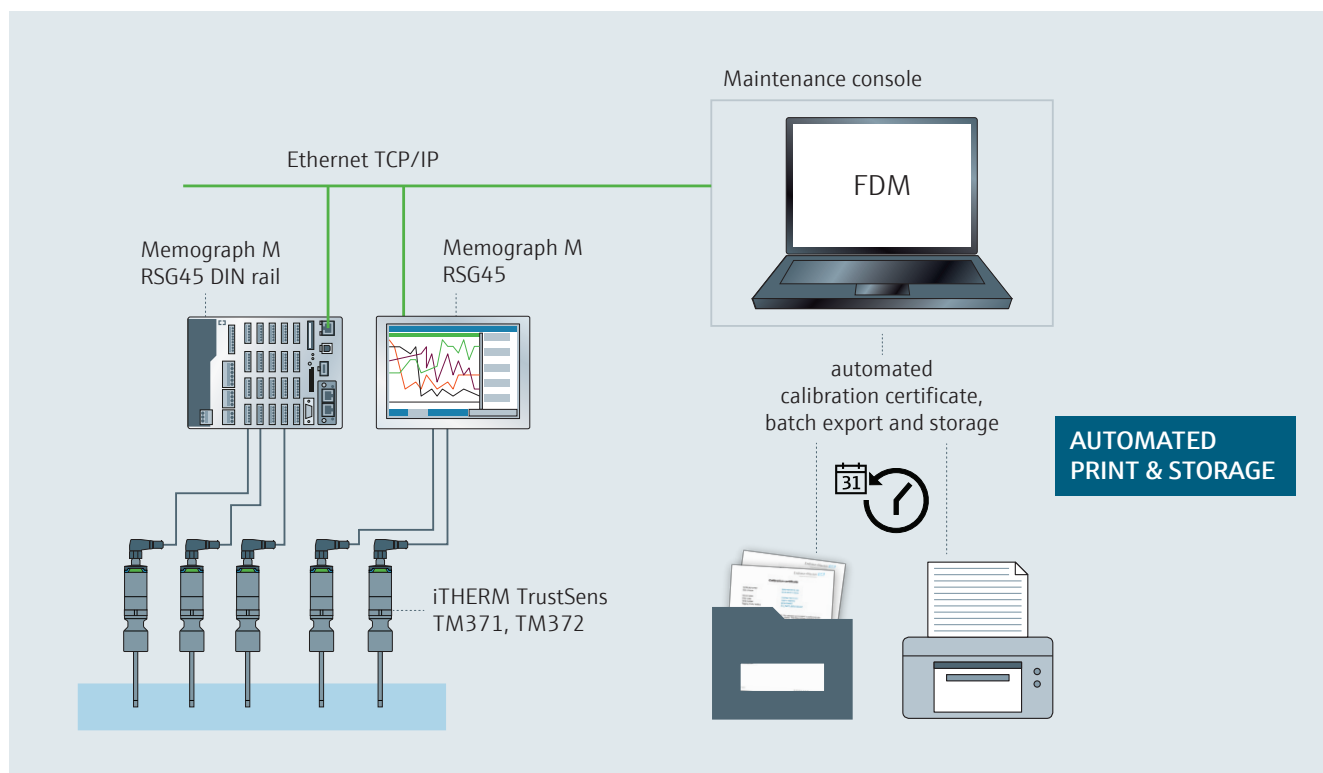 Maintenance console
Ethernet TCP/IP
FDM
Memograph M
RSG45 DIN rail
Memograph M
RSG45
automated
calibration certificate,
batch export and storage
AUTOMATED
PRINT & STORAGE
31
iTHERM TrustSens
TM371, TM372